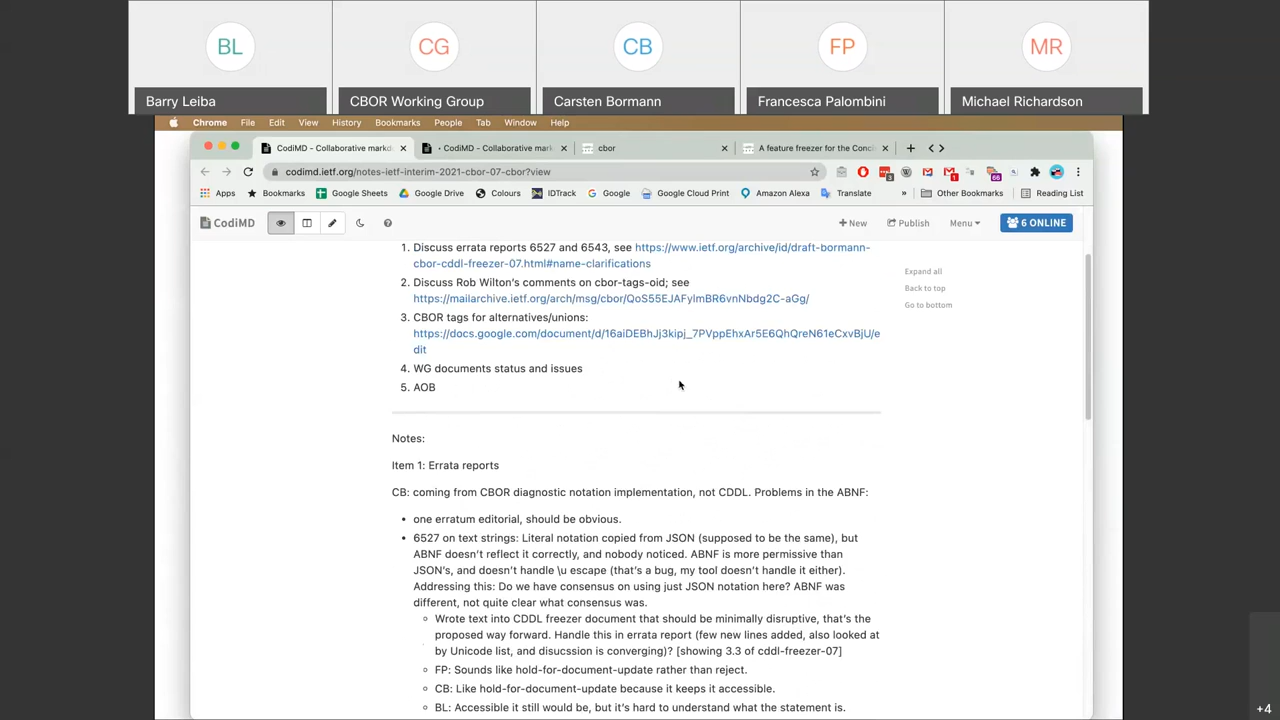 BL
CG
CB
FP
MR
Barry Leiba
CBOR Working Group
Carsten Bormann
Francesca Palombini
Michael Richardson
Chrome File Edit View History Bookmarks People Tab Window Help
CodiMD - Collaborative markd
· CodiMD - Collaborative mark
cbor
A feature freezer for the Conci
codimd.ietf.org/notes-ietf-interim-2021-cbor-07-cbor?view
Apps Bookmarks Google Sheets Google Drive Colours IDTrack Google Google Cloud Print Amazon Alexa Translate » Other Bookmarks Reading List
CodiMD
New Publish Menu 6 ONLINE
1. Discuss errata reports 6527 and 6543, see https://www.ietf.org/archive/id/draft-bormann-
cbor-cddl-freezer-07.html#name-clarifications
2. Discuss Rob Wilton's comments on cbor-tags-oid; see
https://mailarchive.ietf.org/arch/msg/cbor/QoS55EJAFylmBR6vnNbdg2C-aGg/
3. CBOR tags for alternatives/unions:
https://docs.google.com/document/d/16aiDEBhJj3kipj_7PVppEhxAr5E6QhQreN61eCxvBjU/e
dit
4. WG documents status and issues
5. AOB
Expand all
Back to top
Go to bottom
Notes:
Item 1: Errata reports
CB: coming from CBOR diagnostic notation implementation, not CDDL. Problems in the ABNF:
• one erratum editorial, should be obvious.
• 6527 on text strings: Literal notation copied from JSON (supposed to be the same), but
ABNF doesn't reflect it correctly, and nobody noticed. ABNF is more permissive than
JSON's, and doesn't handle \u escape (that's a bug, my tool doesn't handle it either).
Addressing this: Do we have consensus on using just JSON notation here? ABNF was
different, not quite clear what consensus was.
◦ Wrote text into CDDL freezer document that should be minimally disruptive, that's the
proposed way forward. Handle this in errata report (few new lines added, also looked at
by Unicode list, and disucssion is converging)? [showing 3.3 of cddl-freezer-07]
◦ FP: Sounds like hold-for-document-update rather than reject.
◦ CB: Like hold-for-document-update because it keeps it accessible.
◦ BL: Accessible it still would be, but it's hard to understand what the statement is.
+4